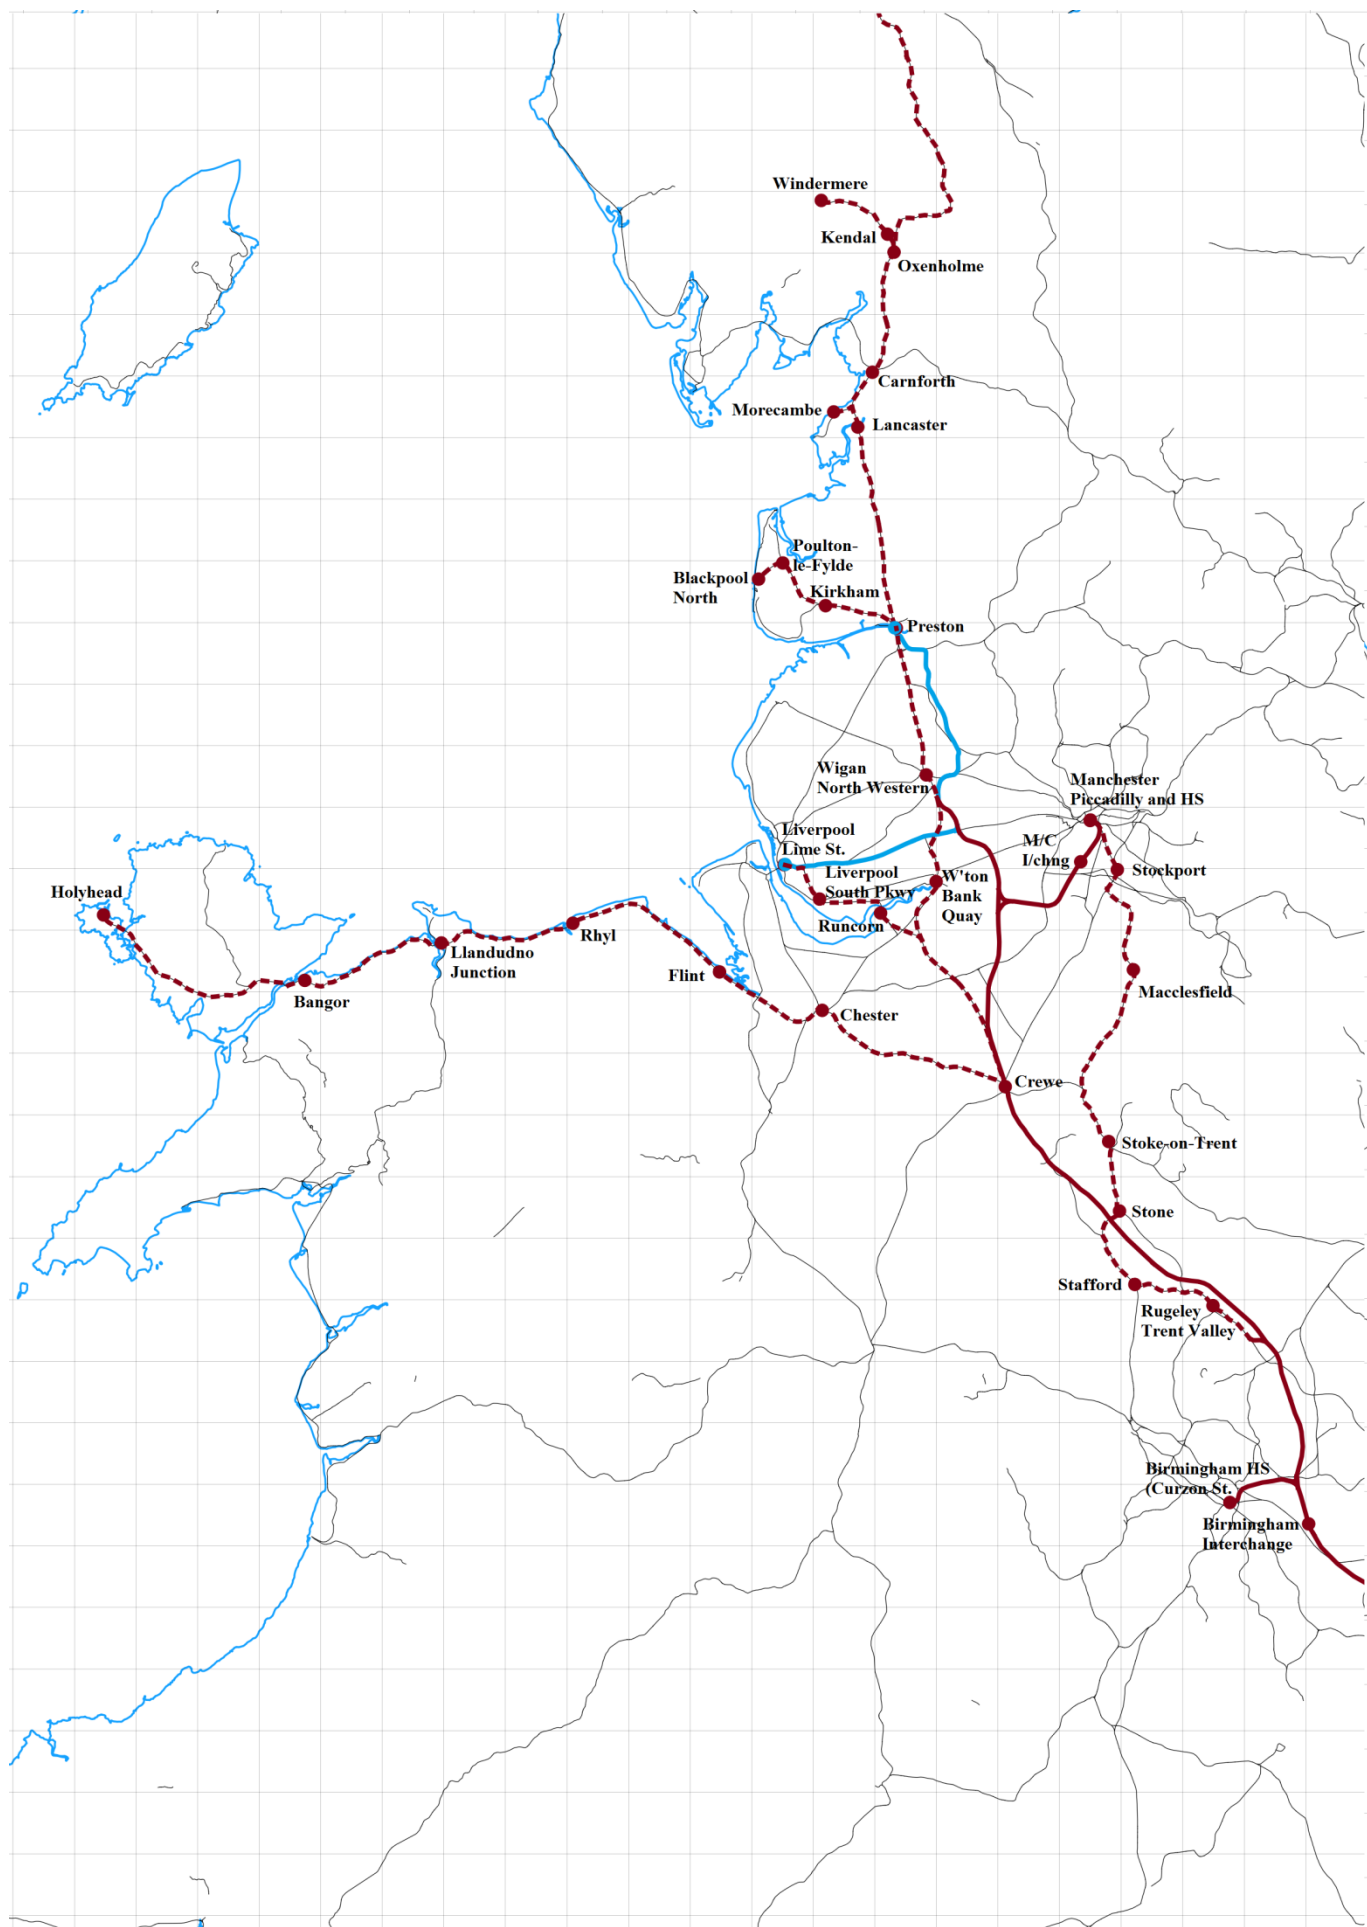 Windermere
Kendal
Oxenholme
Carnforth
Morecambe
Lancaster
Poulton-
le-Fylde
Blackpool
North
Kirkham
Preston
Wigan
North Western
Manchester
Piccadilly and HS
Liverpool
Lime St.
M/C
I/chng
Stockport
Liverpool
South Pkwy
W'ton
Bank
Quay
Runcorn
Holyhead
Rhyl
Llandudno
Junction
Flint
Bangor
Macclesfield
Chester
Crewe
Stoke-on-Trent
Stone
Stafford
Rugeley
Trent Valley
Birmingham HS
(Curzon St.
Birmingham
Interchange